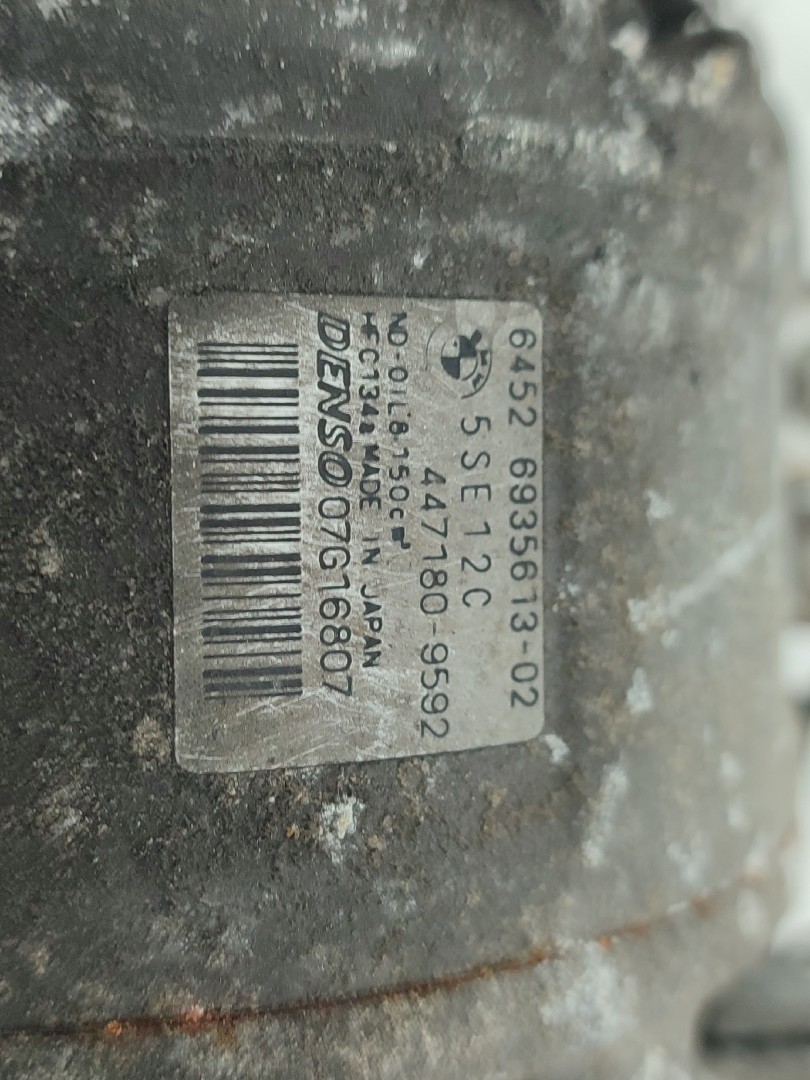 6452 6935613-02
5SE12C
447180-9592
ND-OIL8.150cm³
HFC134a MADE IN JAPAN
DENSO 07G16807